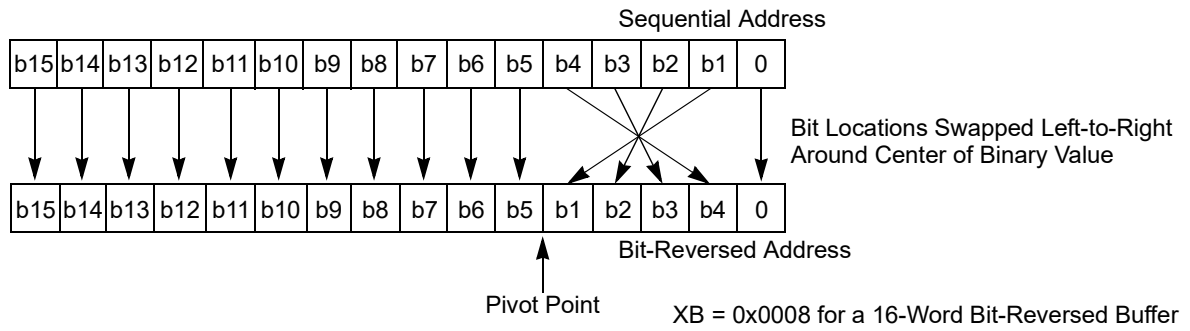 Sequential Address
b15 b14 b13 b12 b11 b10 b9 b8 b7 b6 b5 b4 b3 b2 b1 0
Bit Locations Swapped Left-to-Right
Around Center of Binary Value
b15 b14 b13 b12 b11 b10 b9 b8 b7 b6 b5 b1 b2 b3 b4 0
Bit-Reversed Address
Pivot Point
XB = 0x0008 for a 16-Word Bit-Reversed Buffer